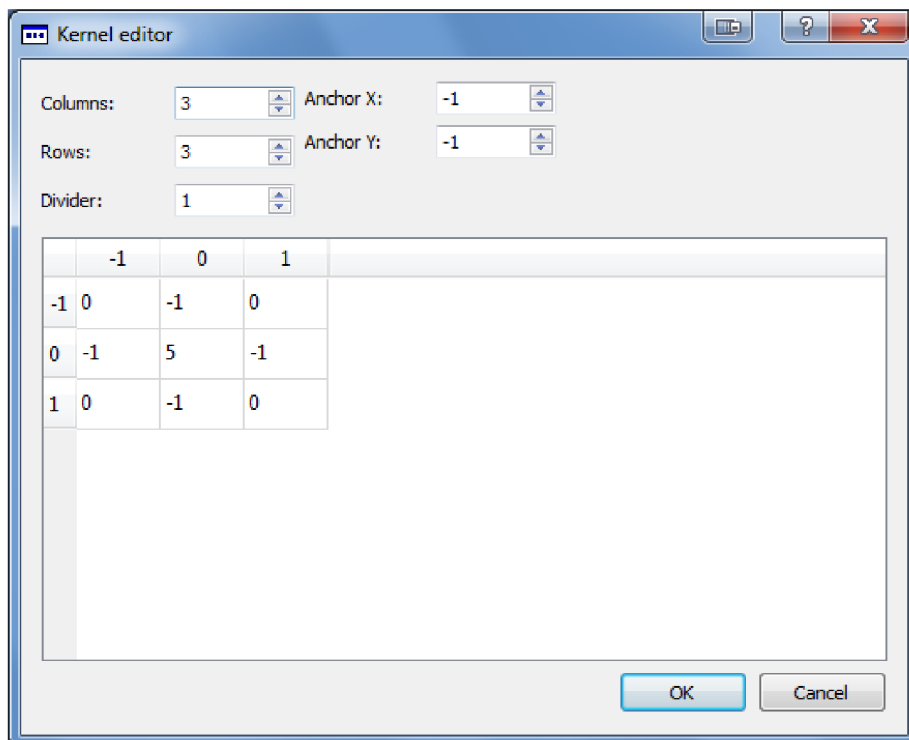 Kernel editor
Columns: 3 Anchor X: -1
Rows: 3 Anchor Y: -1
Divider: 1
-1 0 1
-1 0 -1 0
0 -1 5 -1
1 0 -1 0
OK Cancel